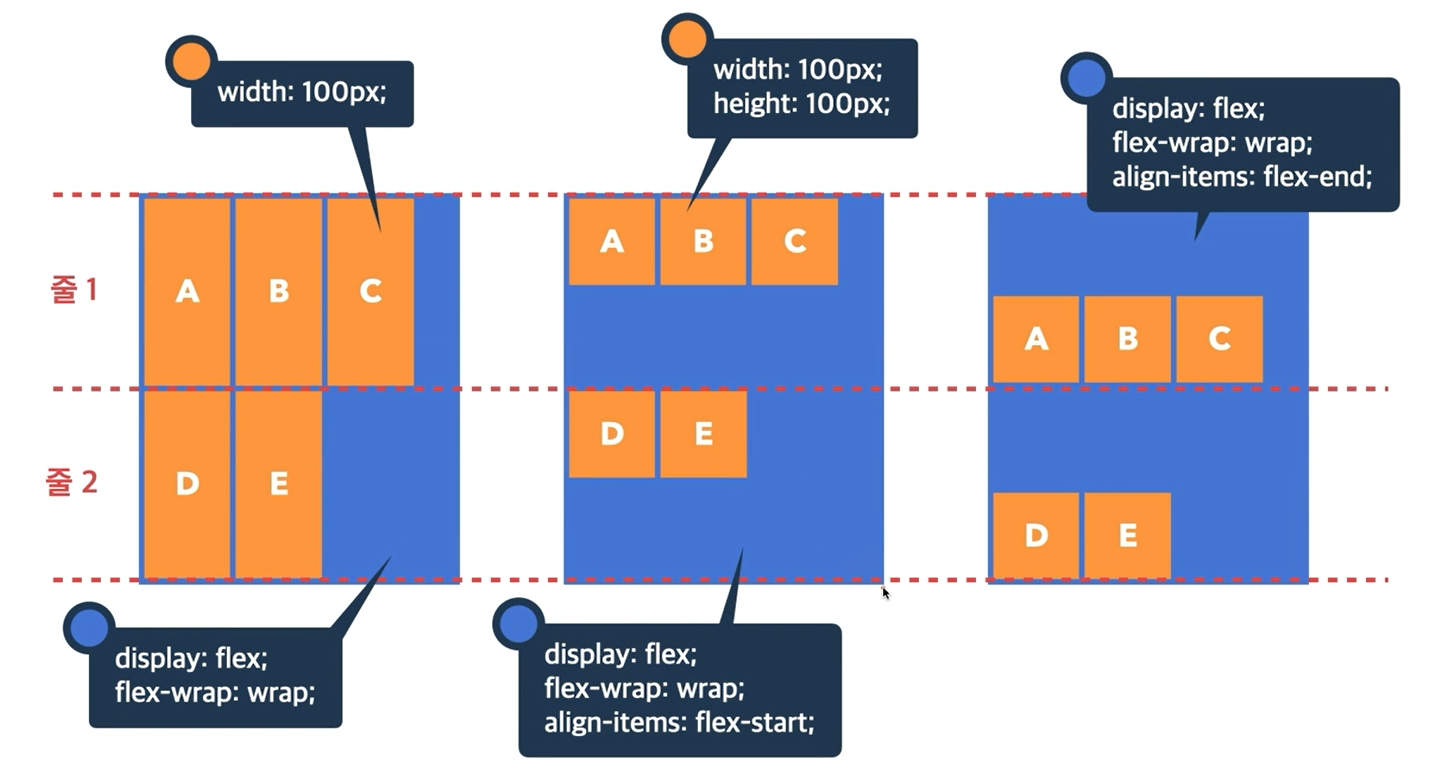 width: 100px;
width: 100px;
height: 100px;
display: flex;
flex-wrap: wrap;
align-items: flex-end;
줄 1
A B C
A B C
A B C
줄 2
D E
D E
D E
display: flex;
flex-wrap: wrap;
display: flex;
flex-wrap: wrap;
align-items: flex-start;